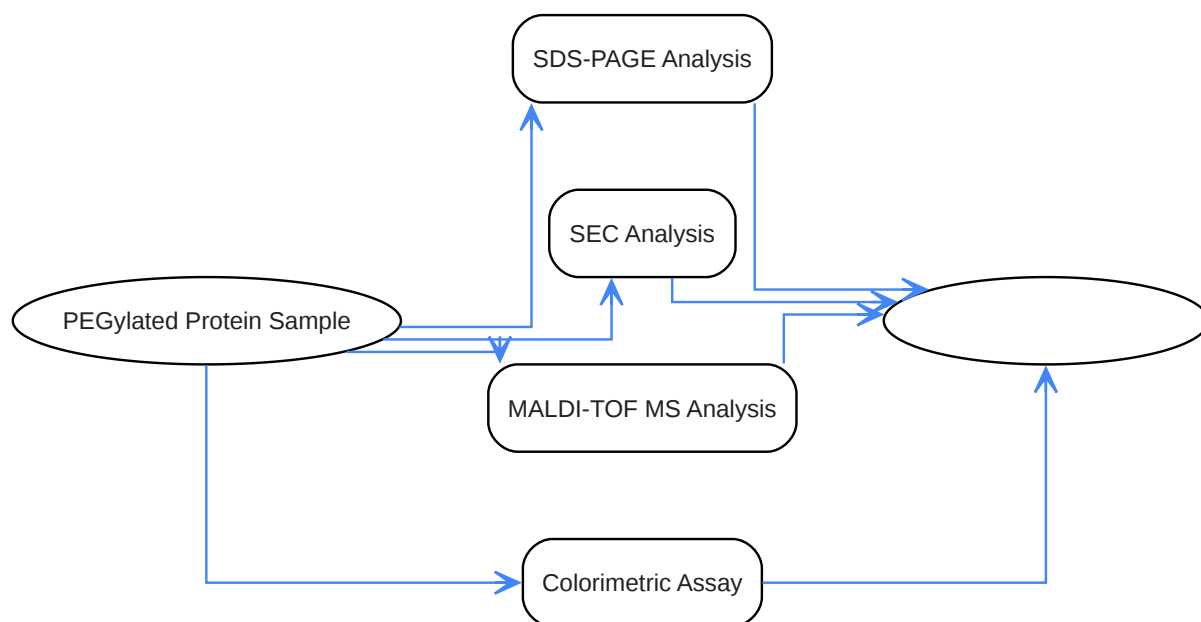 SDS-PAGE Analysis
SEC Analysis
PEGylated Protein Sample
MALDI-TOF MS Analysis
Colorimetric Assay